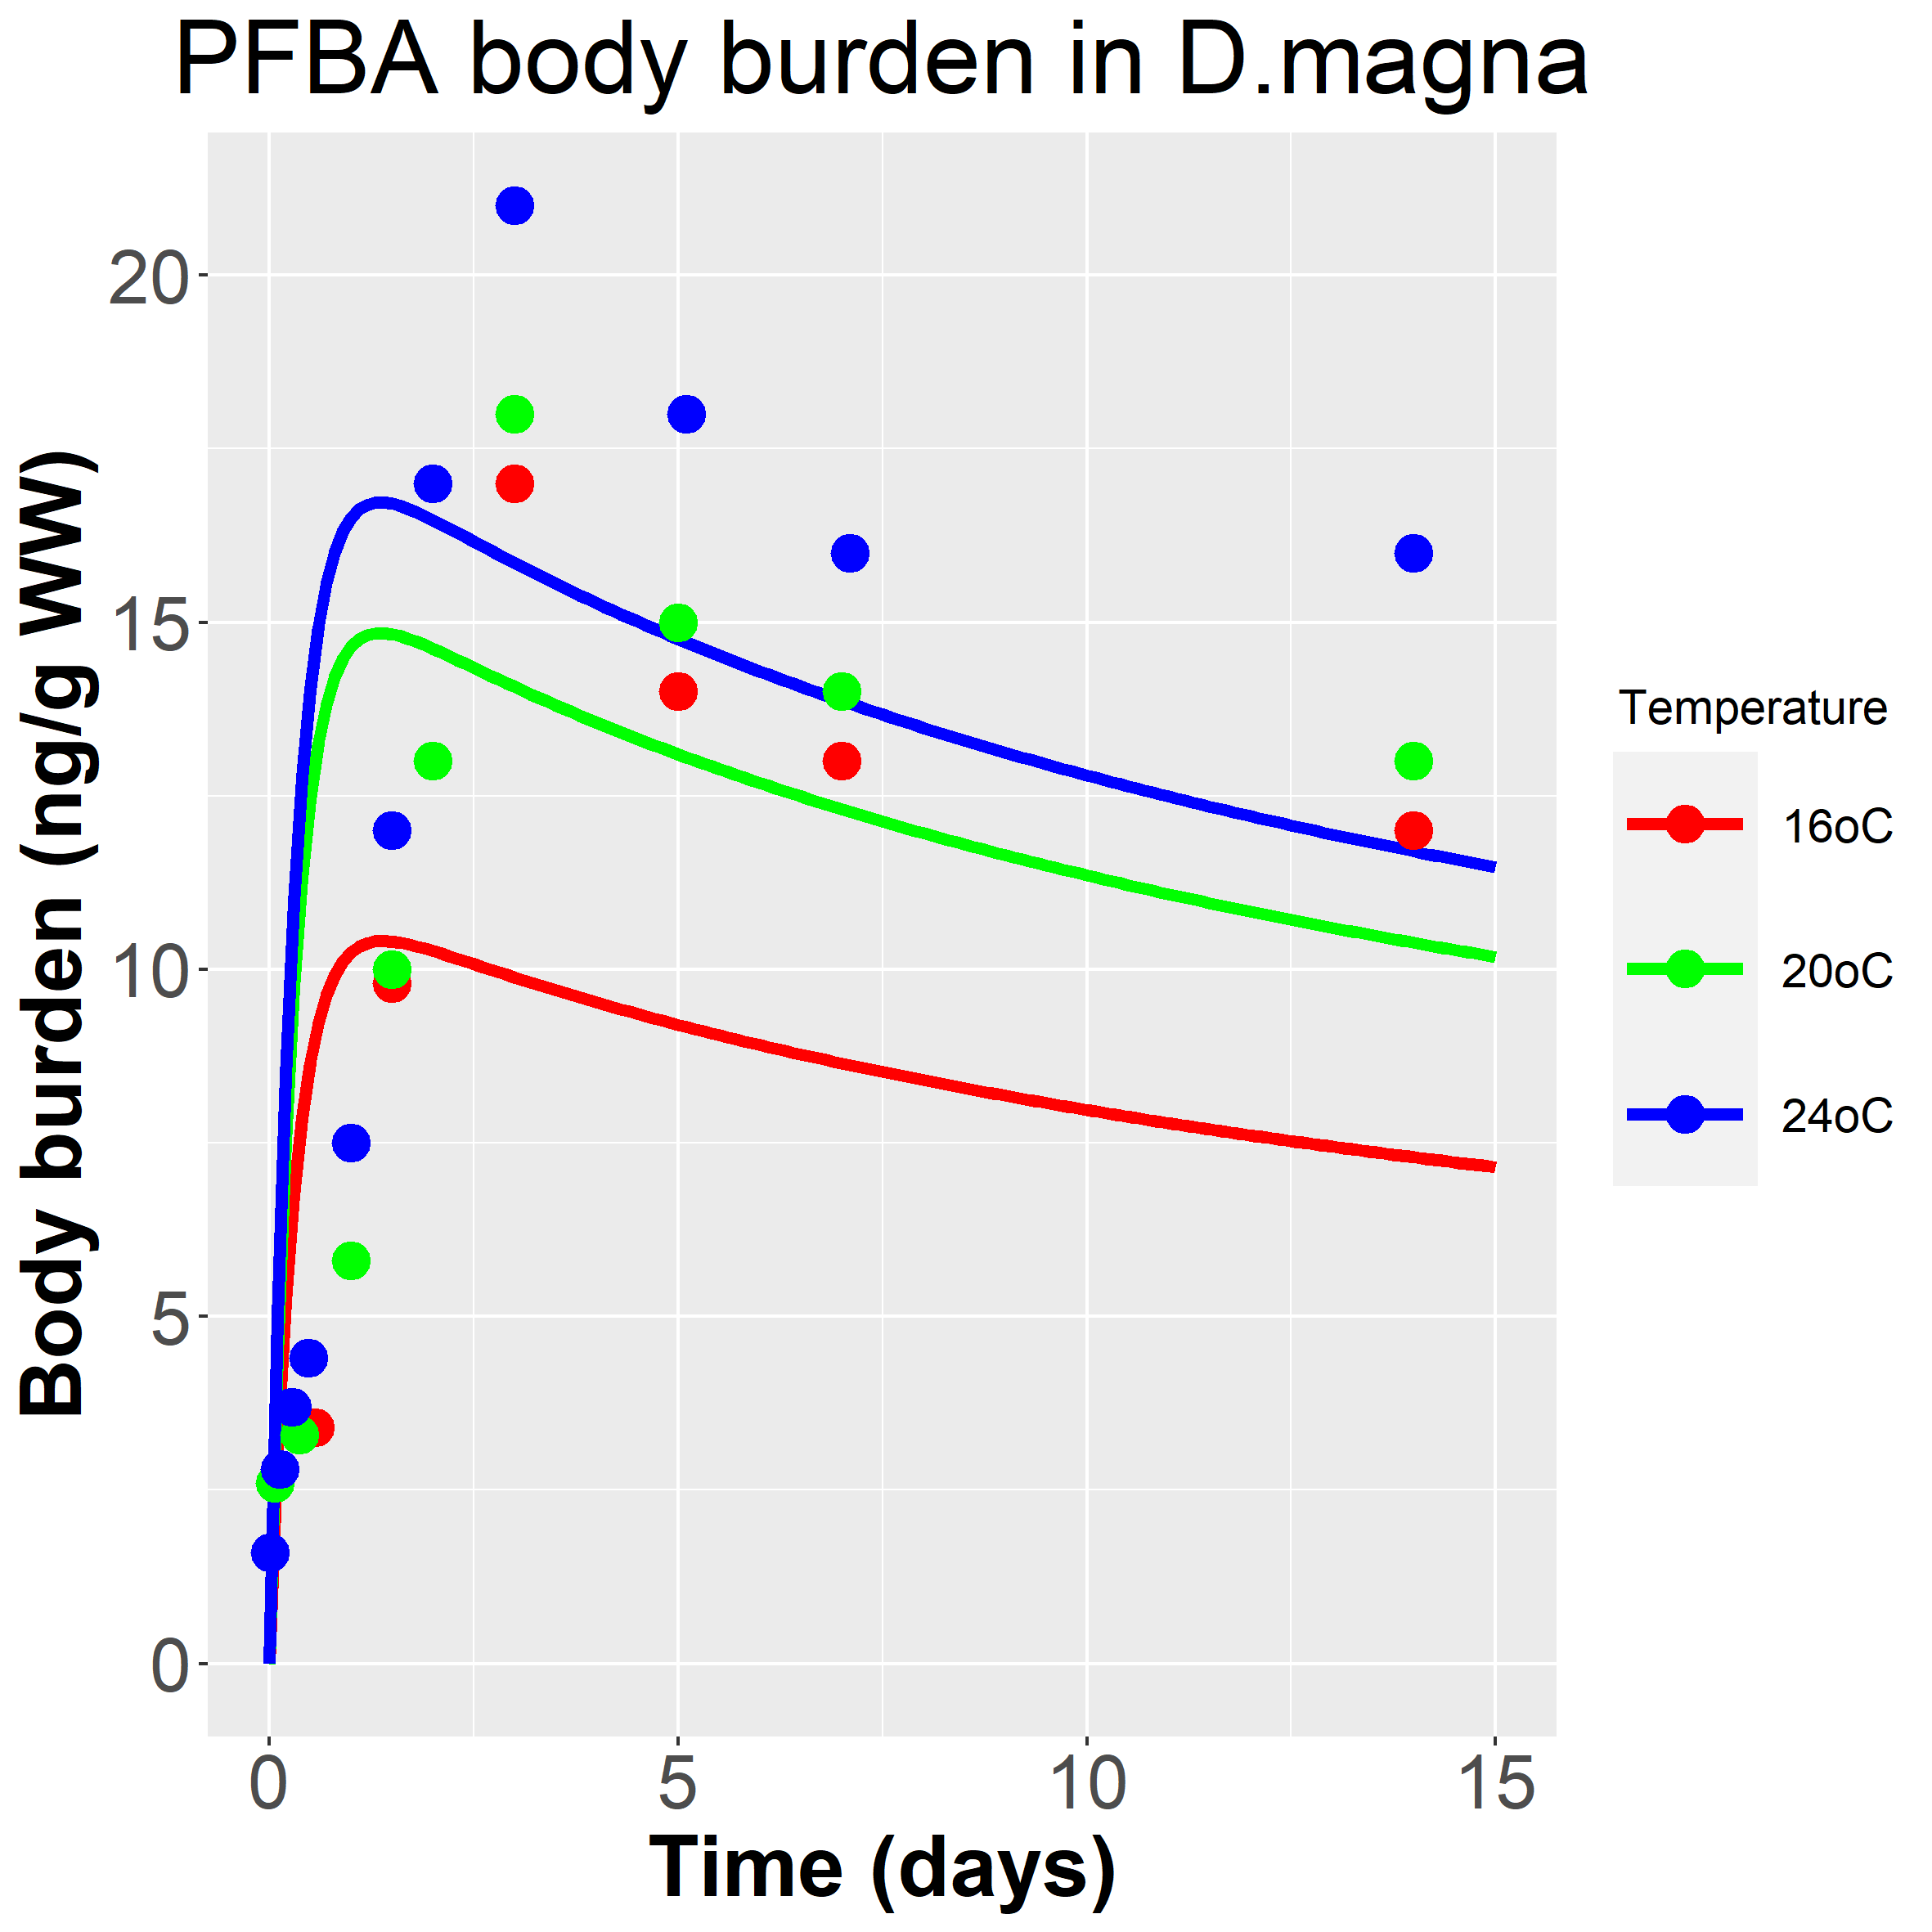 PFBA body burden in D.magna
Body burden (ng/g WW)
20
15
10
5
0
0 5 10 15
Time (days)
Temperature
16oC
20oC
24oC